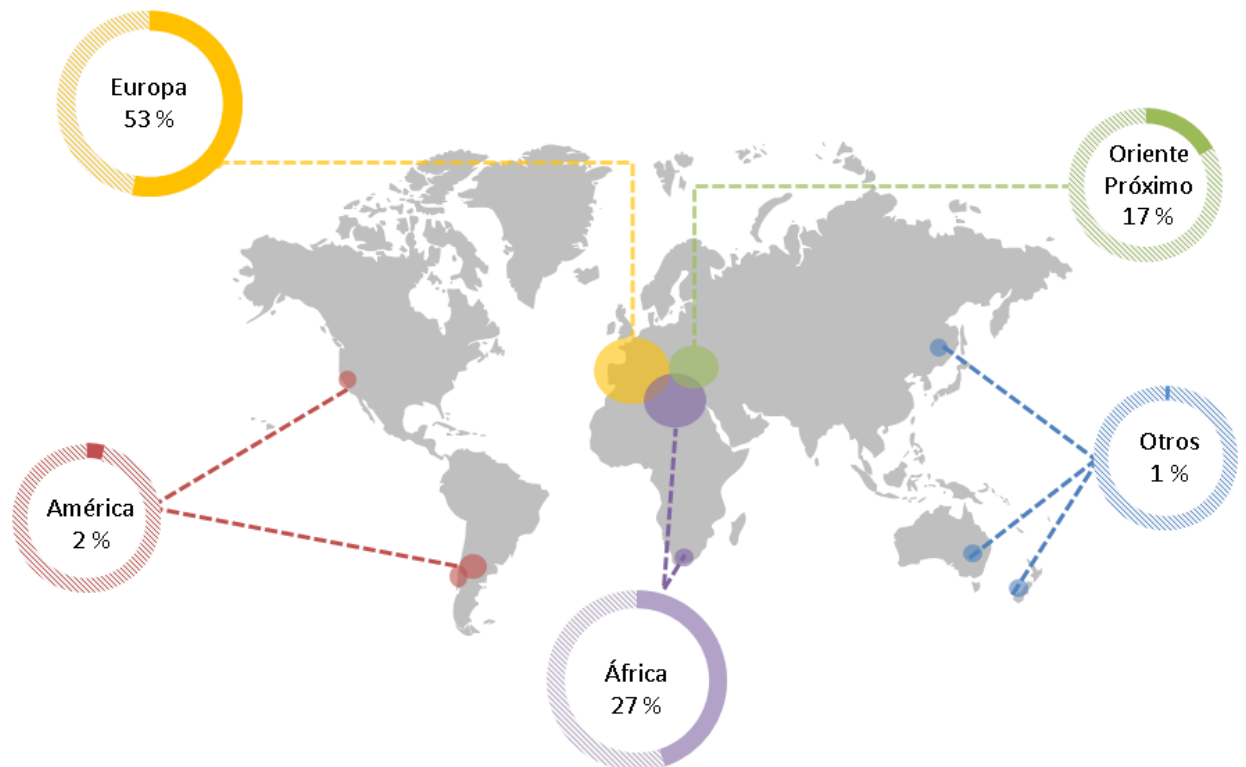 Europa
53 %
Oriente
Próximo
17 %
América
2 %
Otros
1 %
África
27 %